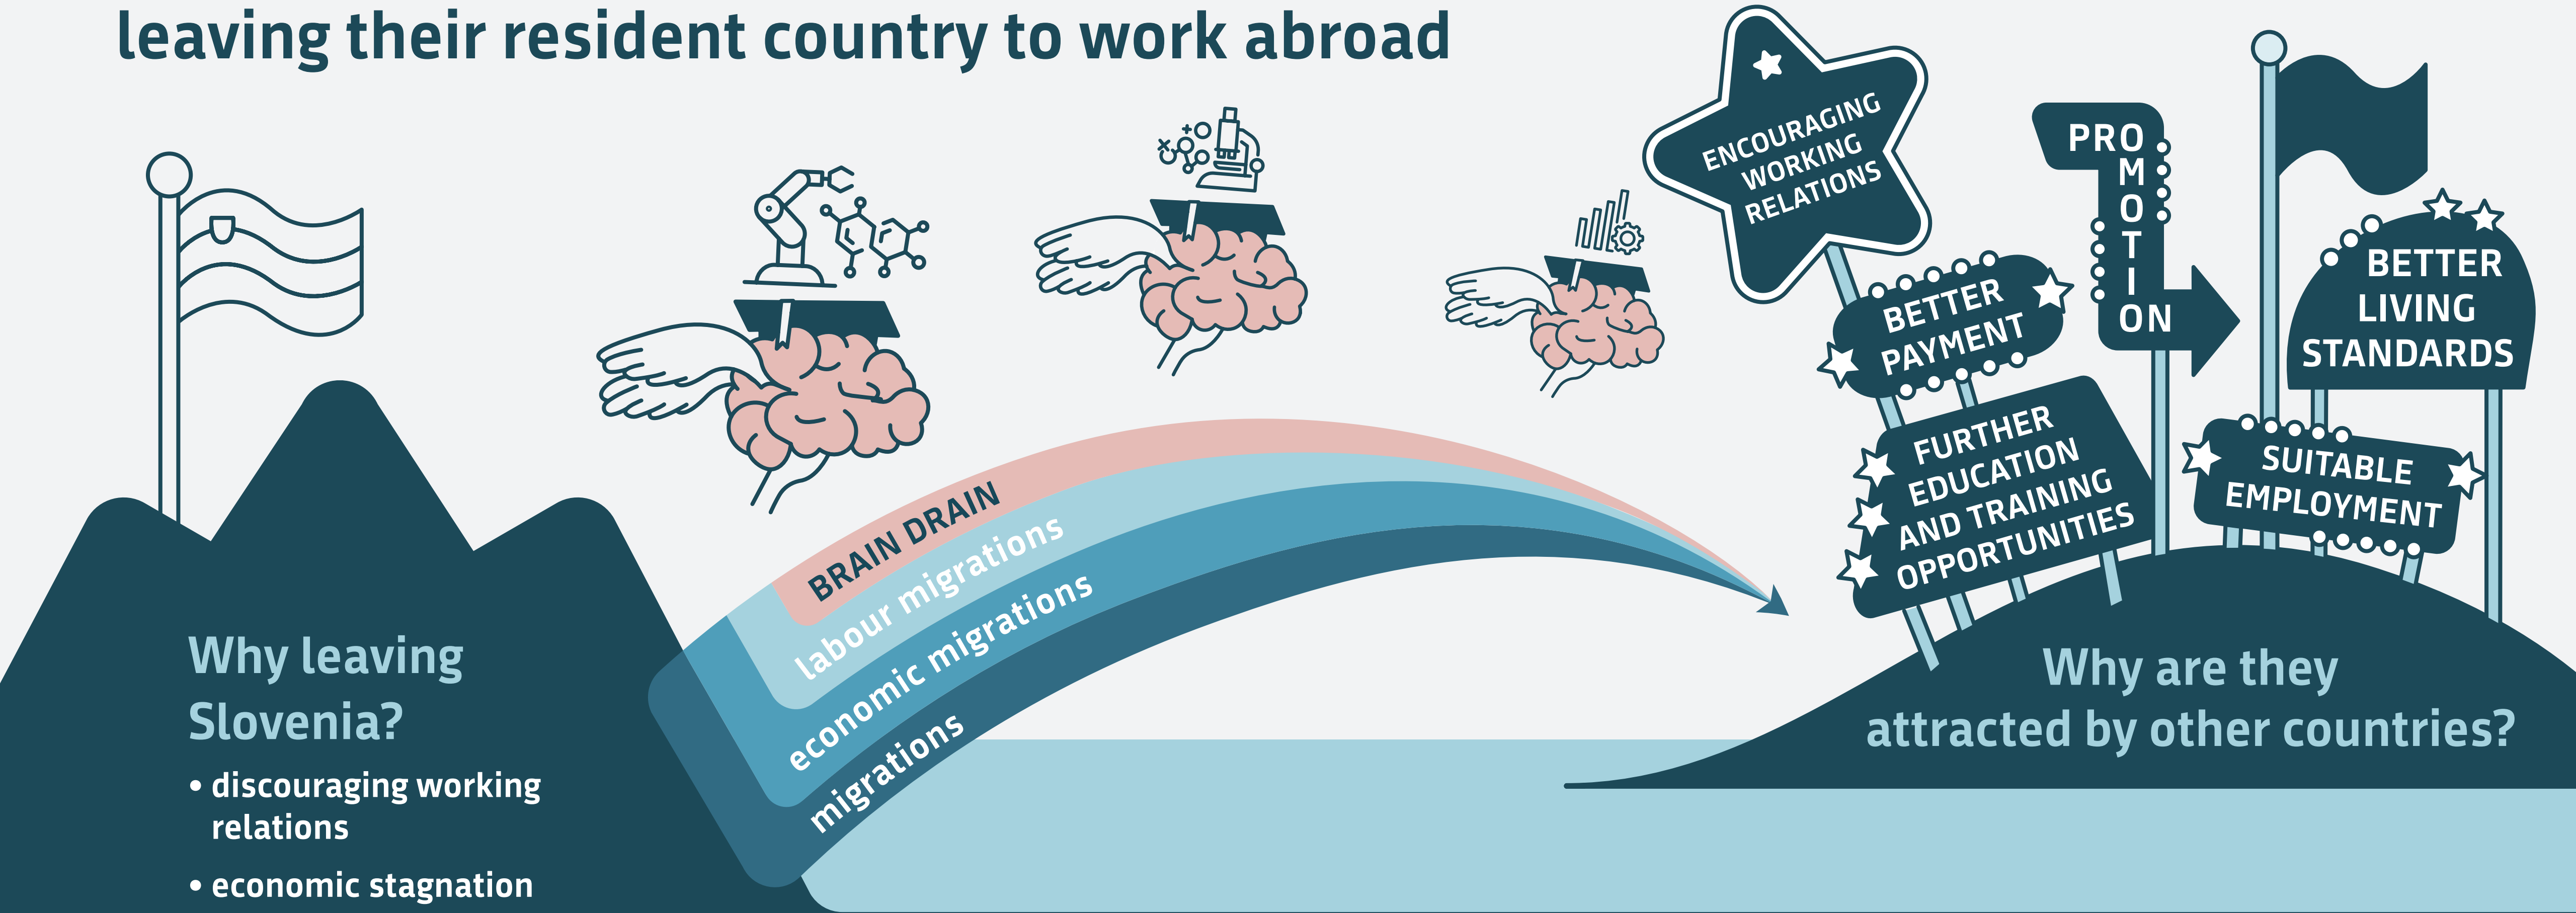 leaving their resident country to work abroad
ENCOURAGING
WORKING
RELATIONS
PRO
M
O
T
I
ON
BETTER
PAYMENT
BETTER
LIVING
STANDARDS
FURTHER
EDUCATION
AND TRAINING
OPPORTUNITIES
SUITABLE
EMPLOYMENT
BRAIN DRAIN
labour migrations
economic migrations
migrations
Why leaving
Slovenia?
• discouraging working
relations
• economic stagnation
Why are they
attracted by other countries?